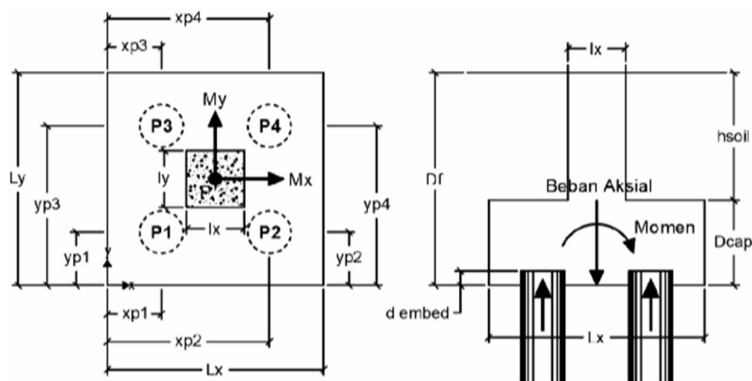 xp4
xp3
My
P3
P4
Ly
yp3
ly
P
Mx
yp4
P1
P2
lx
yp1
yp2
y
x
xp1
xp2
Lx
lx
hsoil
Df
Beban Aksial
Momen
Dcap
d embed
Lx